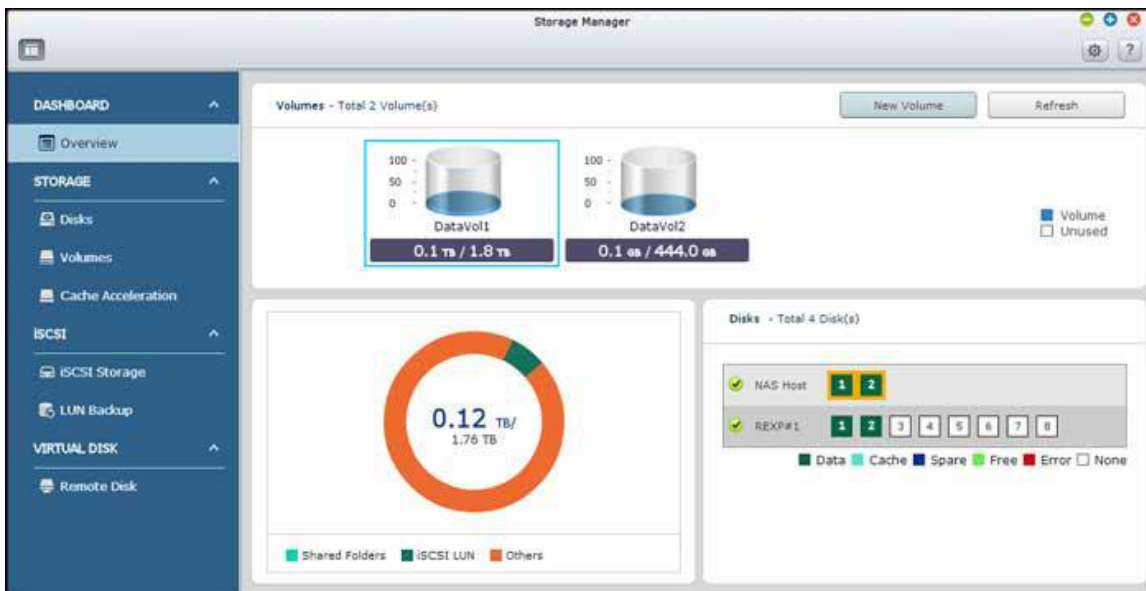 Storage Manager
?
DASHBOARD
Overview
STORAGE
Disks
Volumes
Cache Acceleration
iSCSI
iSCSI Storage
LUN Backup
VIRTUAL DISK
Remote Disk
Volumes - Total 2 Volume(s)
New Volume
Refresh
100
50
0
DataVol1
0.1 TB / 1.8 TB
100
50
0
DataVol2
0.1 GB / 444.0 GB
Volume
Unused
0.12 TB/
1.76 TB
Shared Folders iSCSI LUN Others
Disks - Total 4 Disk(s)
NAS Host 1 2
REXP#1 1 2 3 4 5 6 7 8
Data Cache Spare Free Error None